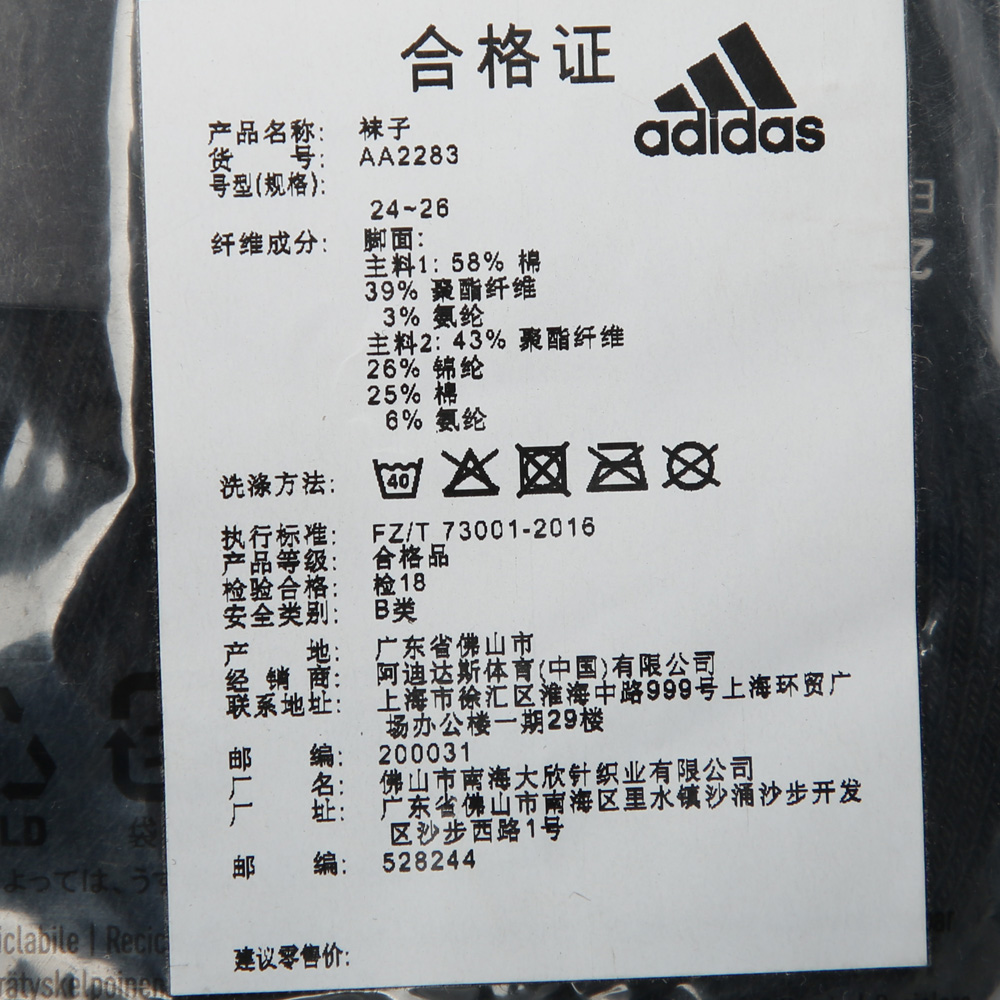 合格证
adidas
产品名称: 袜子
货 号: AA2283
号型(规格):
24~26
纤维成分: 脚面:
主料1: 58% 棉
39% 聚酯纤维
3% 氨纶
主料2: 43% 聚酯纤维
26% 锦纶
25% 棉
6% 氨纶
洗涤方法: 40
执行标准: FZ/T 73001-2016
产品等级: 合格品
检验合格: 检18
安全类别: B类
产 地: 广东省佛山市
经 销 商: 阿迪达斯体育(中国)有限公司
联系地址: 上海市徐汇区淮海中路999号上海环贸广
场办公楼一期29楼
邮 编: 200031
厂 名: 佛山市南海大欣针织业有限公司
厂 址: 广东省佛山市南海区里水镇沙涌沙步开发
区沙步西路1号
邮 编: 528244
建议零售价:
LD
袋
よっては、う
iclabile | Recic
rätyskelpoinen